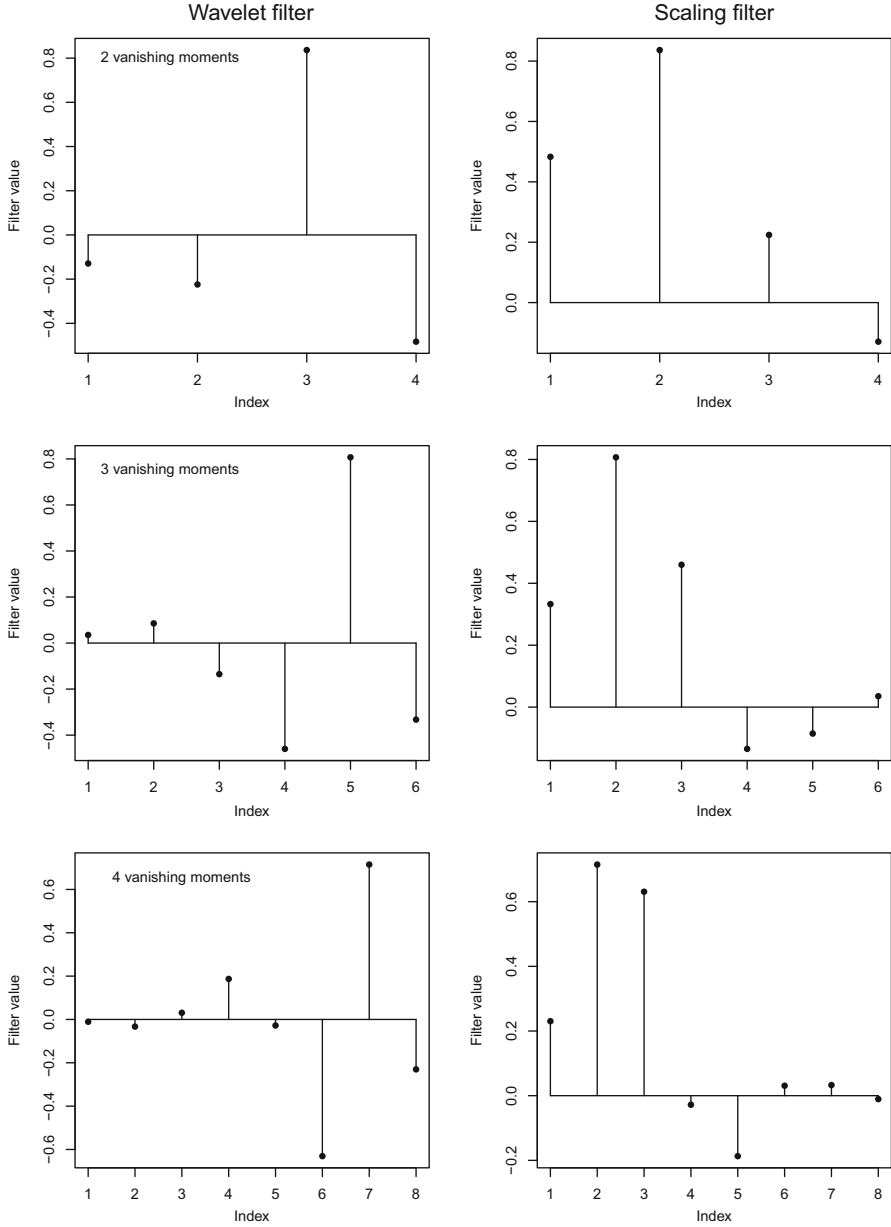 Wavelet filter
Scaling filter
2 vanishing moments
Filter value
0.8
0.6
0.4
0.2
0.0
−0.2
−0.4
1 2 3 4
Index
Filter value
0.8
0.6
0.4
0.2
0.0
1 2 3 4
Index
3 vanishing moments
Filter value
0.8
0.6
0.4
0.2
0.0
−0.2
−0.4
1 2 3 4 5 6
Index
Filter value
0.8
0.6
0.4
0.2
0.0
1 2 3 4 5 6
Index
4 vanishing moments
Filter value
0.6
0.4
0.2
0.0
−0.2
−0.4
−0.6
1 2 3 4 5 6 7 8
Index
Filter value
0.6
0.4
0.2
0.0
−0.2
1 2 3 4 5 6 7 8
Index